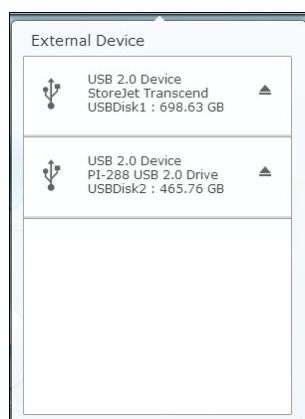 External Device
USB 2.0 Device
StoreJet Transcend
USBDisk1 : 698.63 GB
USB 2.0 Device
PI-288 USB 2.0 Drive
USBDisk2 : 465.76 GB